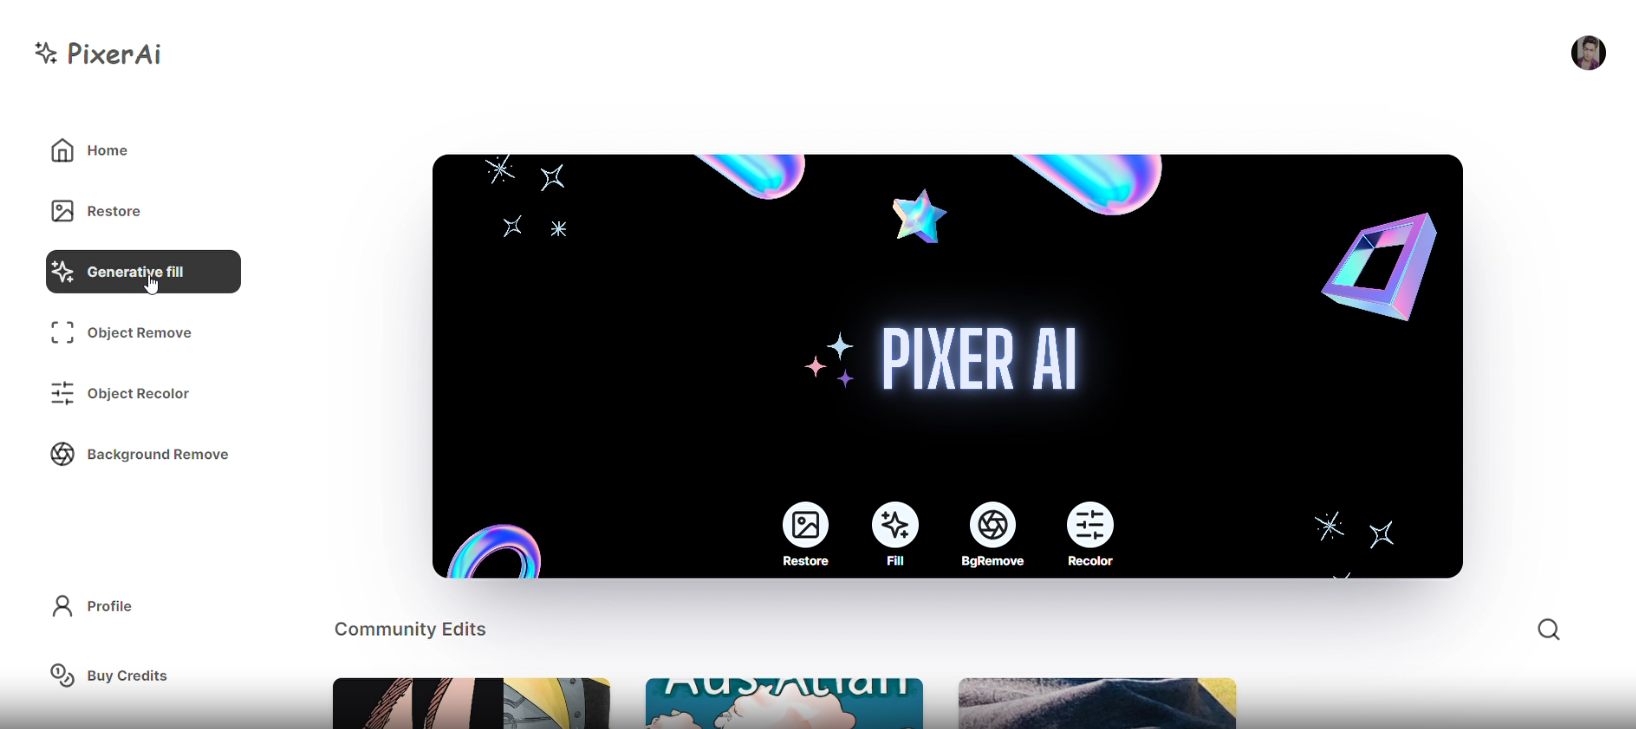 PixerAi
Home
Restore
Generative fill
Object Remove
Object Recolor
Background Remove
Profile
Buy Credits
PIXER AI
Restore
Fill
BgRemove
Recolor
Community Edits